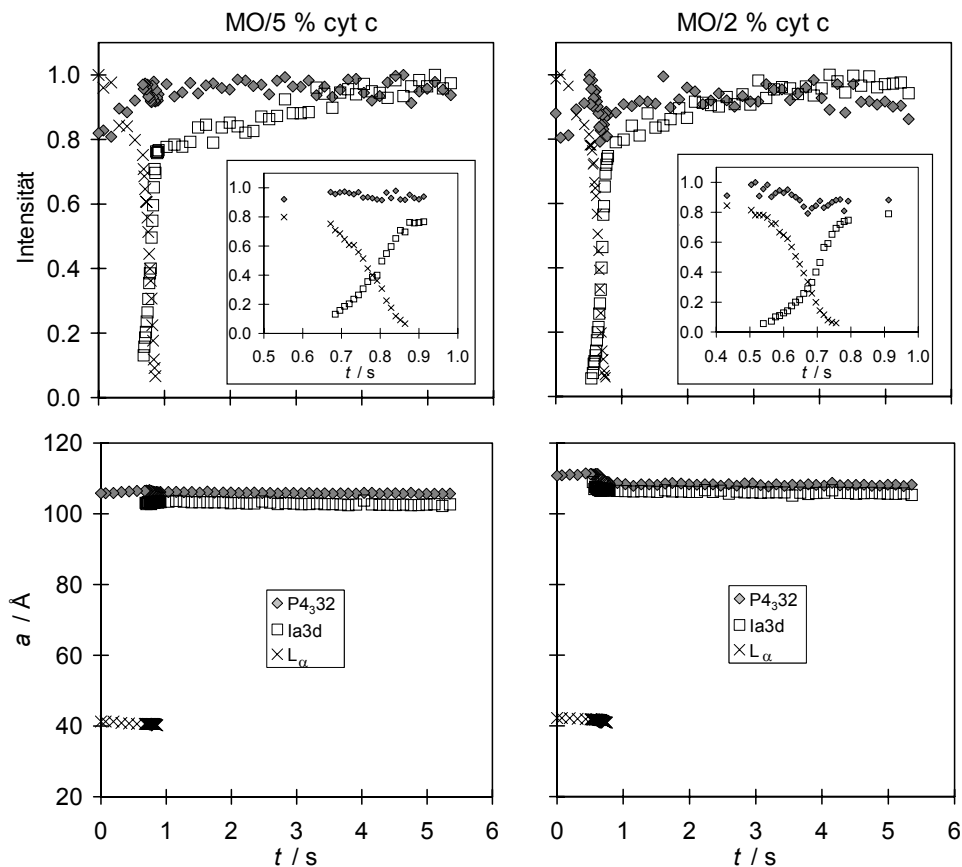 MO/5 % cyt c
MO/2 % cyt c
Intensität
1.0
0.8
0.6
0.4
0.2
0.0
1.0
0.8
0.6
0.4
0.2
0.0
0.5 0.6 0.7 0.8 0.9 1.0
t / s
1.0
0.8
0.6
0.4
0.2
0.0
0.4 0.5 0.6 0.7 0.8 0.9 1.0
t / s
a / Å
120
100
80
60
40
20
P4₃32
Ia3d
L α
0 1 2 3 4 5 6
t / s
P4₃32
Ia3d
L α
0 1 2 3 4 5 6
t / s